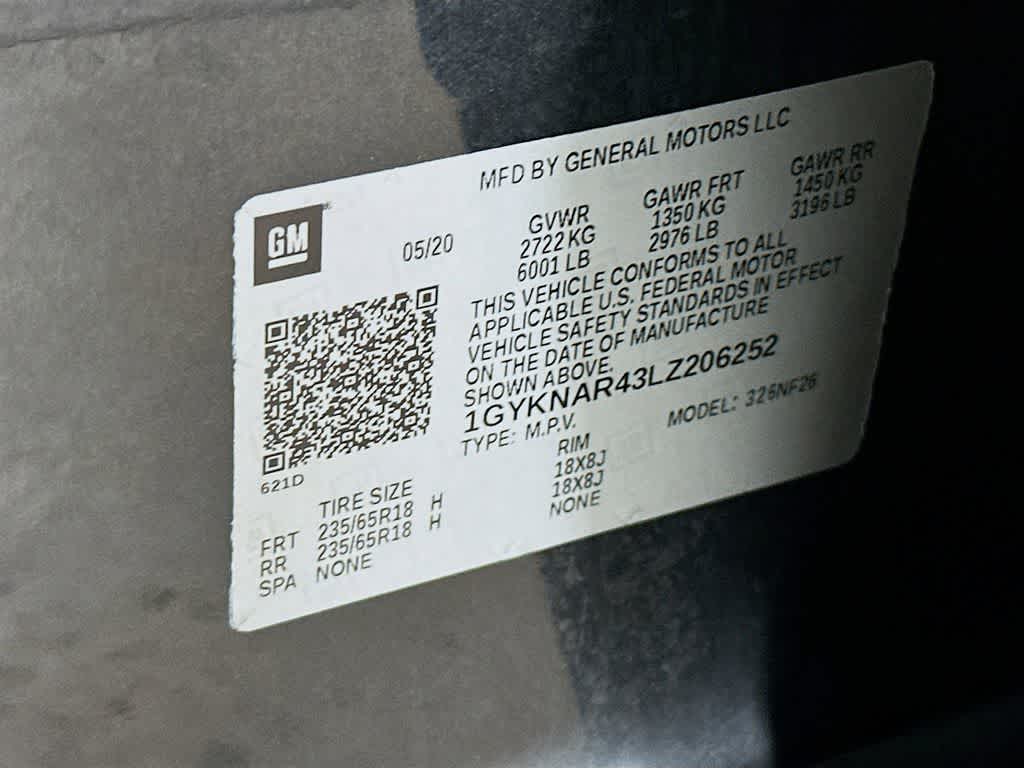 MFD BY GENERAL MOTORS LLC
GM
05/20
GVWR GAWR FRT GAWR RR
2722 KG 1350 KG 1450 KG
6001 LB 2976 LB 3196 LB
THIS VEHICLE CONFORMS TO ALL
APPLICABLE U.S. FEDERAL MOTOR
VEHICLE SAFETY STANDARDS IN EFFECT
ON THE DATE OF MANUFACTURE
SHOWN ABOVE.
1GYKNAR43LZ206252
TYPE: M.P.V. MODEL: 326NF26
621D
TIRE SIZE RIM
FRT 235/65R18 H 18X8J
RR 235/65R18 H 18X8J
SPA NONE NONE